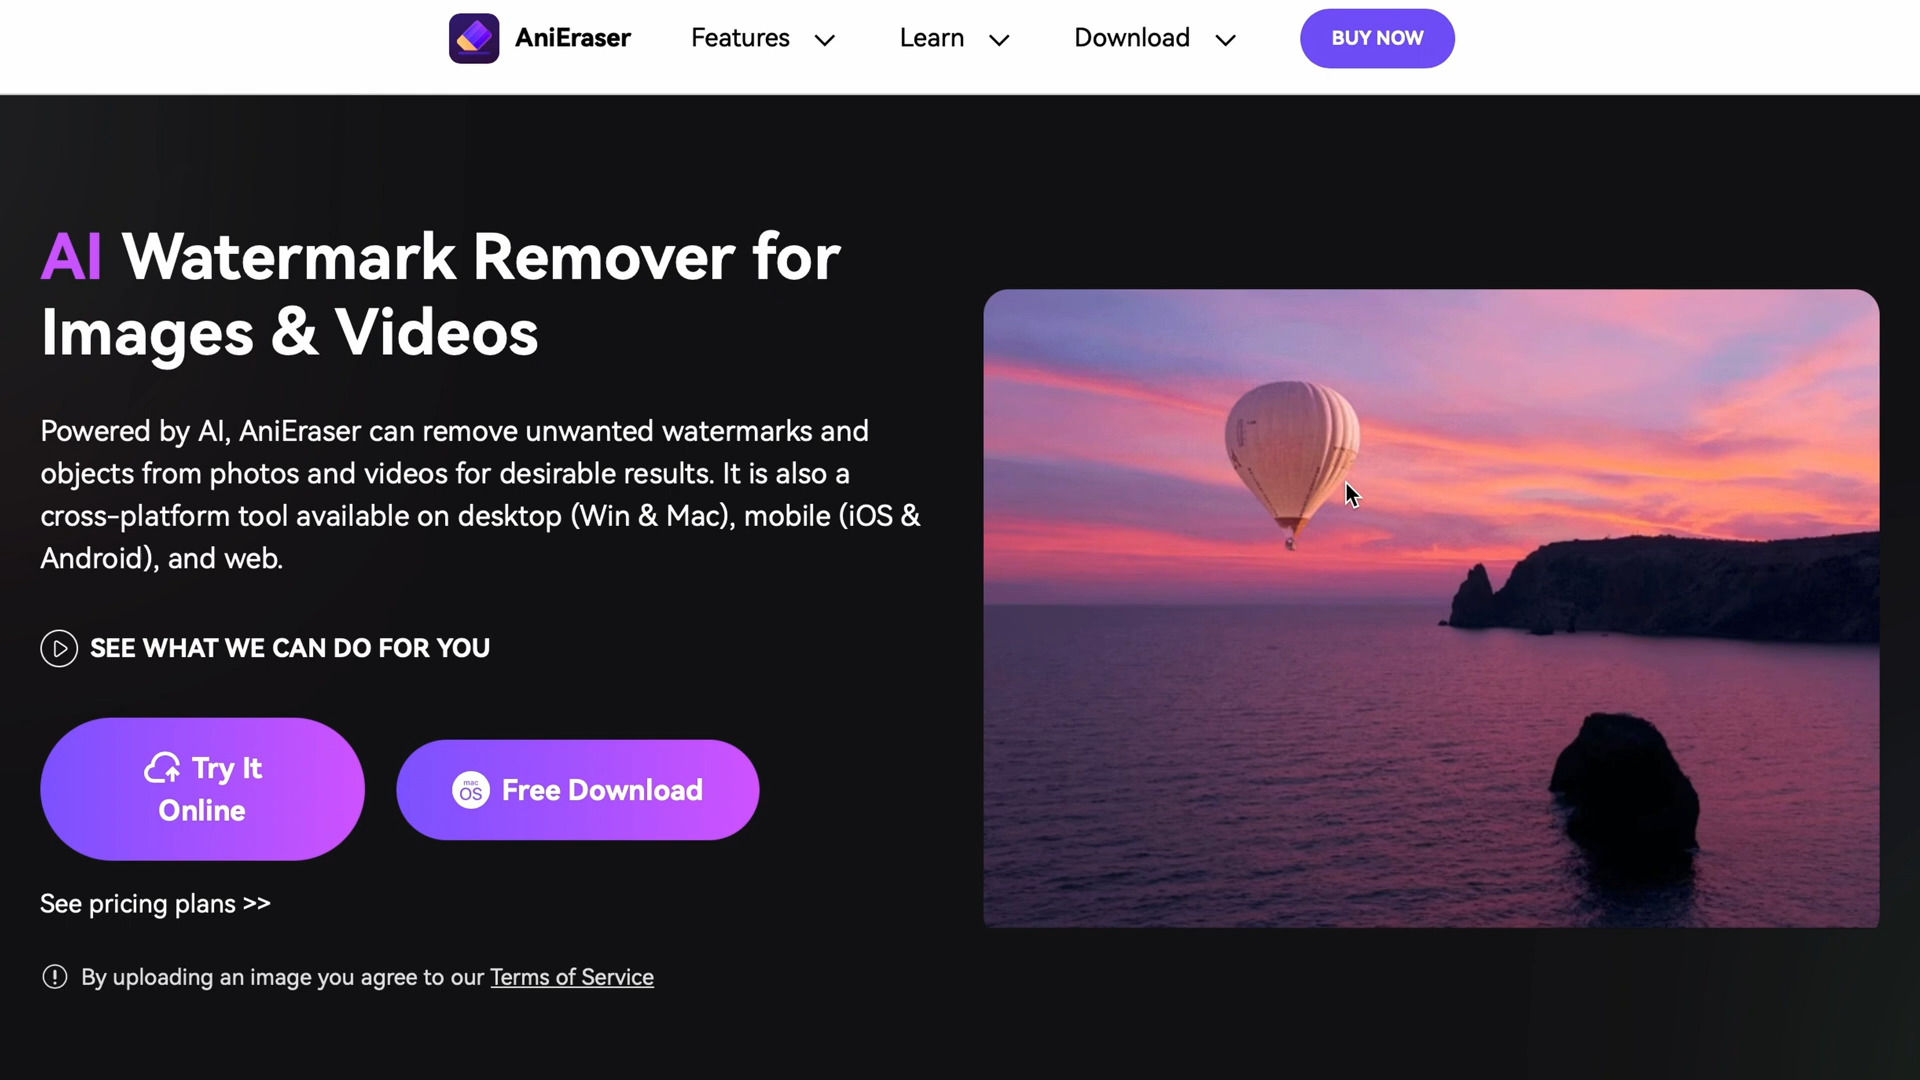 AniEraser
Features
Learn
Download
BUY NOW
AI Watermark Remover for
Images & Videos
Powered by AI, AniEraser can remove unwanted watermarks and
objects from photos and videos for desirable results. It is also a
cross-platform tool available on desktop (Win & Mac), mobile (iOS &
Android), and web.
SEE WHAT WE CAN DO FOR YOU
Try It
Online
mac
OS
Free Download
See pricing plans >>
By uploading an image you agree to our Terms of Service